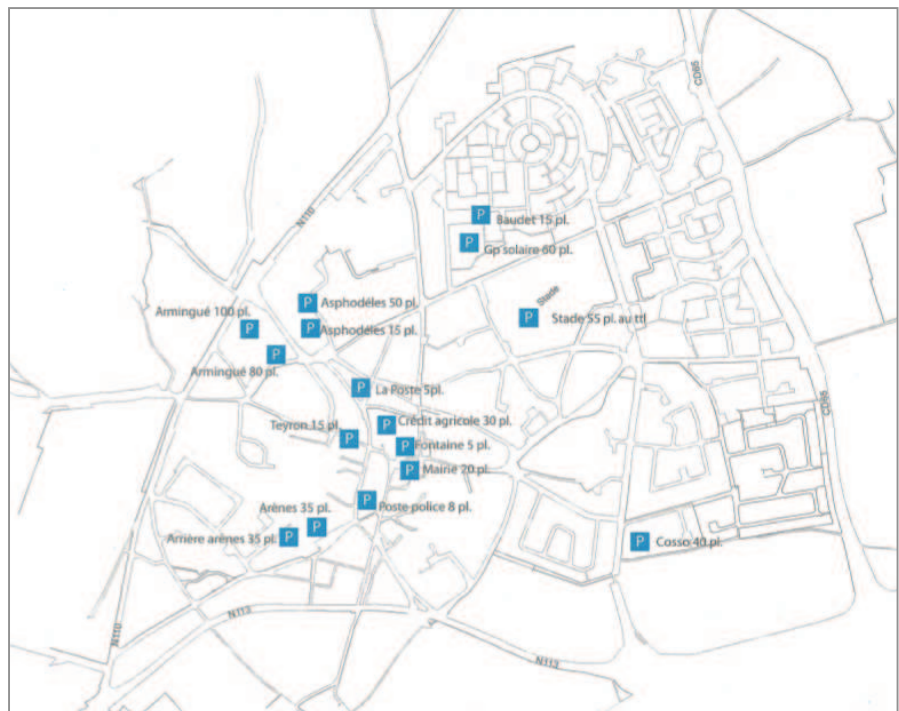 CD65
N110
P
Baudet 15 pl.
P
Gp solaire 60 pl.
Stade
P
Asphodèles 50 pl.
Armingué 100 pl.
P
P
Asphodèles 15 pl.
P
Stade 55 pl. au ttl
P
Armingué 80 pl.
P
La Poste 5pl.
CD65
Teyron 15 pl.
P
P
Crédit agricole 30 pl.
P
Fontaine 5 pl.
P
Mairie 20 pl.
P
Poste police 8 pl.
Arènes 35 pl.
P
Arrière arènes 35 pl.
P
P
Cosso 40 pl.
N113
N110
N113